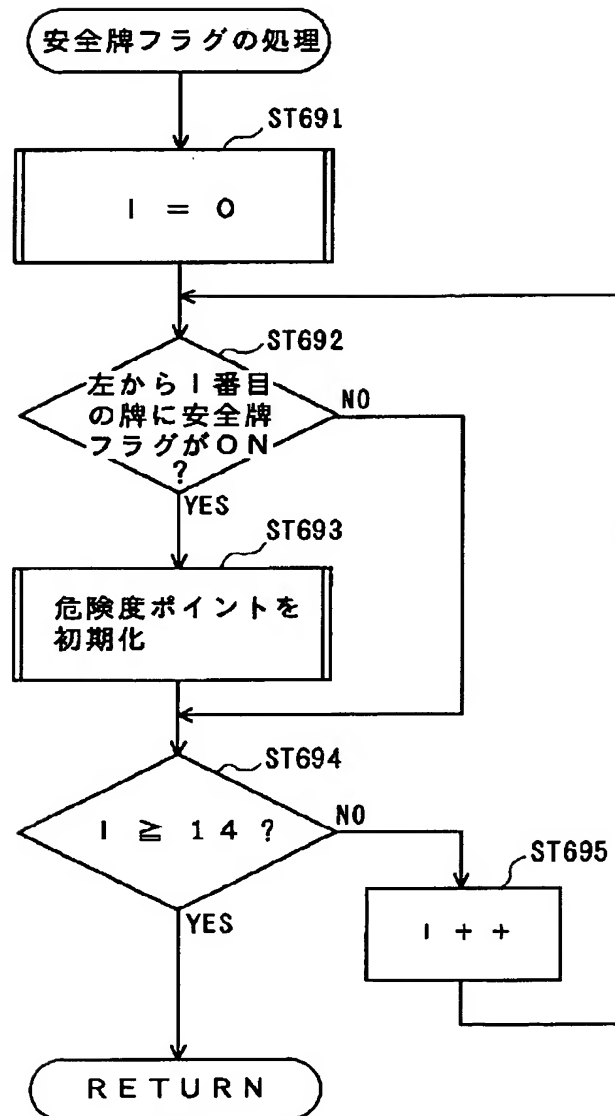 安全牌フラグの処理
ST691
I = 0
ST692
左からI番目
の牌に安全牌
フラグがON
?
NO
YES
ST693
危険度ポイントを
初期化
ST694
I ≧ 14 ?
NO
ST695
I++
YES
RETURN